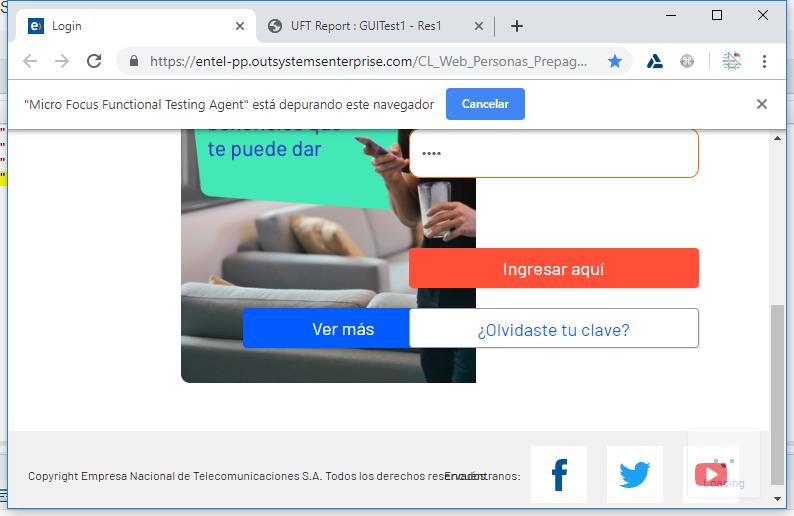 Login
UFT Report : GUITest1 - Res1
https://entel-pp.outsystemsenterprise.com/CL_Web_Personas_Prepag...
"Micro Focus Functional Testing Agent" está depurando este navegador
Cancelar
te puede dar
••••
Ingresar aquí
Ver más
¿Olvidaste tu clave?
Copyright Empresa Nacional de Telecomunicaciones S.A. Todos los derechos reservados.
Encuéntranos:
Loading